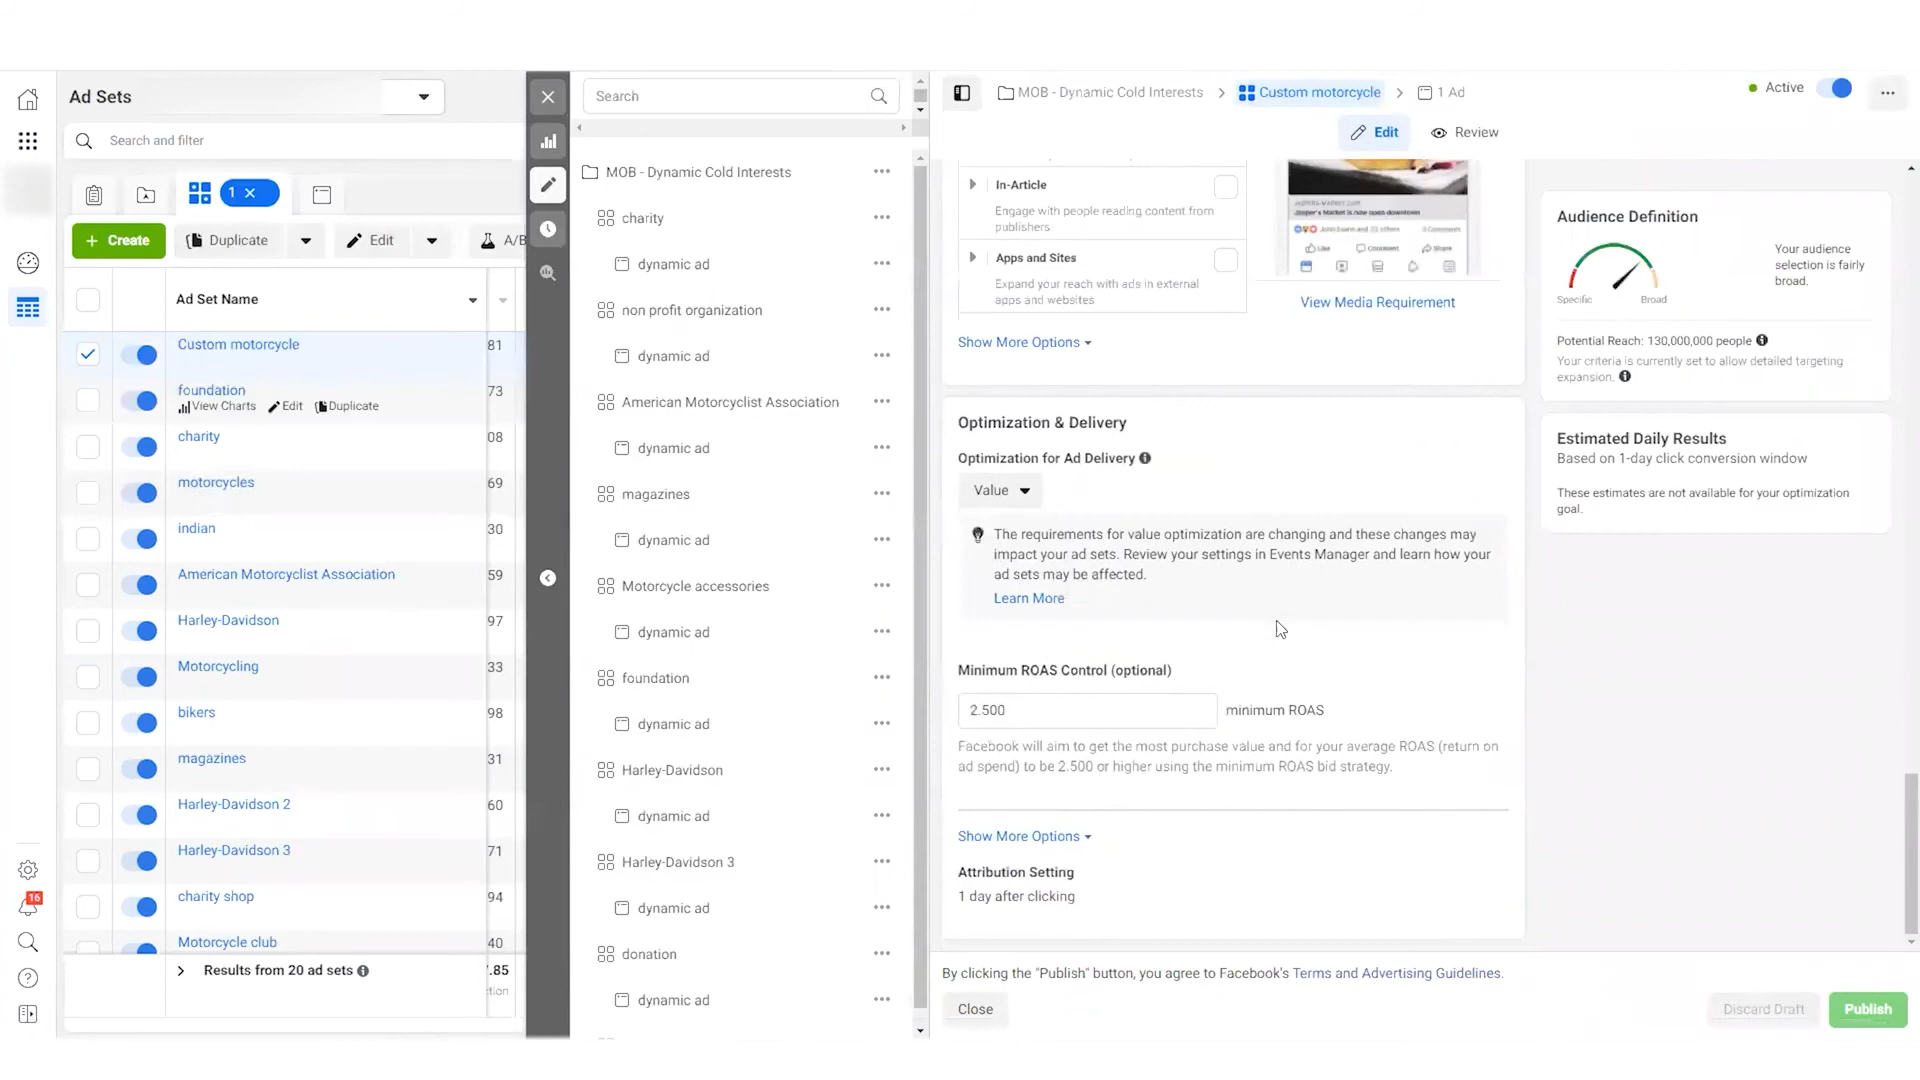 Ad Sets
Search and filter
1
Create
Duplicate
Edit
A/B
Ad Set Name
Custom motorcycle
81
foundation
73
View Charts
Edit
Duplicate
charity
08
motorcycles
69
indian
30
American Motorcyclist Association
59
Harley-Davidson
97
Motorcycling
33
bikers
98
magazines
31
Harley-Davidson 2
60
Harley-Davidson 3
71
charity shop
94
Motorcycle club
40
Results from 20 ad sets
.85
ction
16
Search
MOB - Dynamic Cold Interests
charity
dynamic ad
non profit organization
dynamic ad
American Motorcyclist Association
dynamic ad
magazines
dynamic ad
Motorcycle accessories
dynamic ad
foundation
dynamic ad
Harley-Davidson
dynamic ad
Harley-Davidson 3
dynamic ad
donation
dynamic ad
MOB - Dynamic Cold Interests
Custom motorcycle
1 Ad
Active
Edit
Review
In-Article
Engage with people reading content from
publishers
Apps and Sites
Expand your reach with ads in external
apps and websites
Jasper's Market is now open downtown
Like
Comment
Share
View Media Requirement
Show More Options
Optimization & Delivery
Optimization for Ad Delivery
Value
The requirements for value optimization are changing and these changes may
impact your ad sets. Review your settings in Events Manager and learn how your
ad sets may be affected.
Learn More
Minimum ROAS Control (optional)
2.500
minimum ROAS
Facebook will aim to get the most purchase value and for your average ROAS (return on
ad spend) to be 2.500 or higher using the minimum ROAS bid strategy.
Show More Options
Attribution Setting
1 day after clicking
Audience Definition
Your audience
selection is fairly
broad.
Specific
Broad
Potential Reach: 130,000,000 people
Your criteria is currently set to allow detailed targeting
expansion.
Estimated Daily Results
Based on 1-day click conversion window
These estimates are not available for your optimization
goal.
By clicking the "Publish" button, you agree to Facebook's Terms and Advertising Guidelines.
Close
Discard Draft
Publish